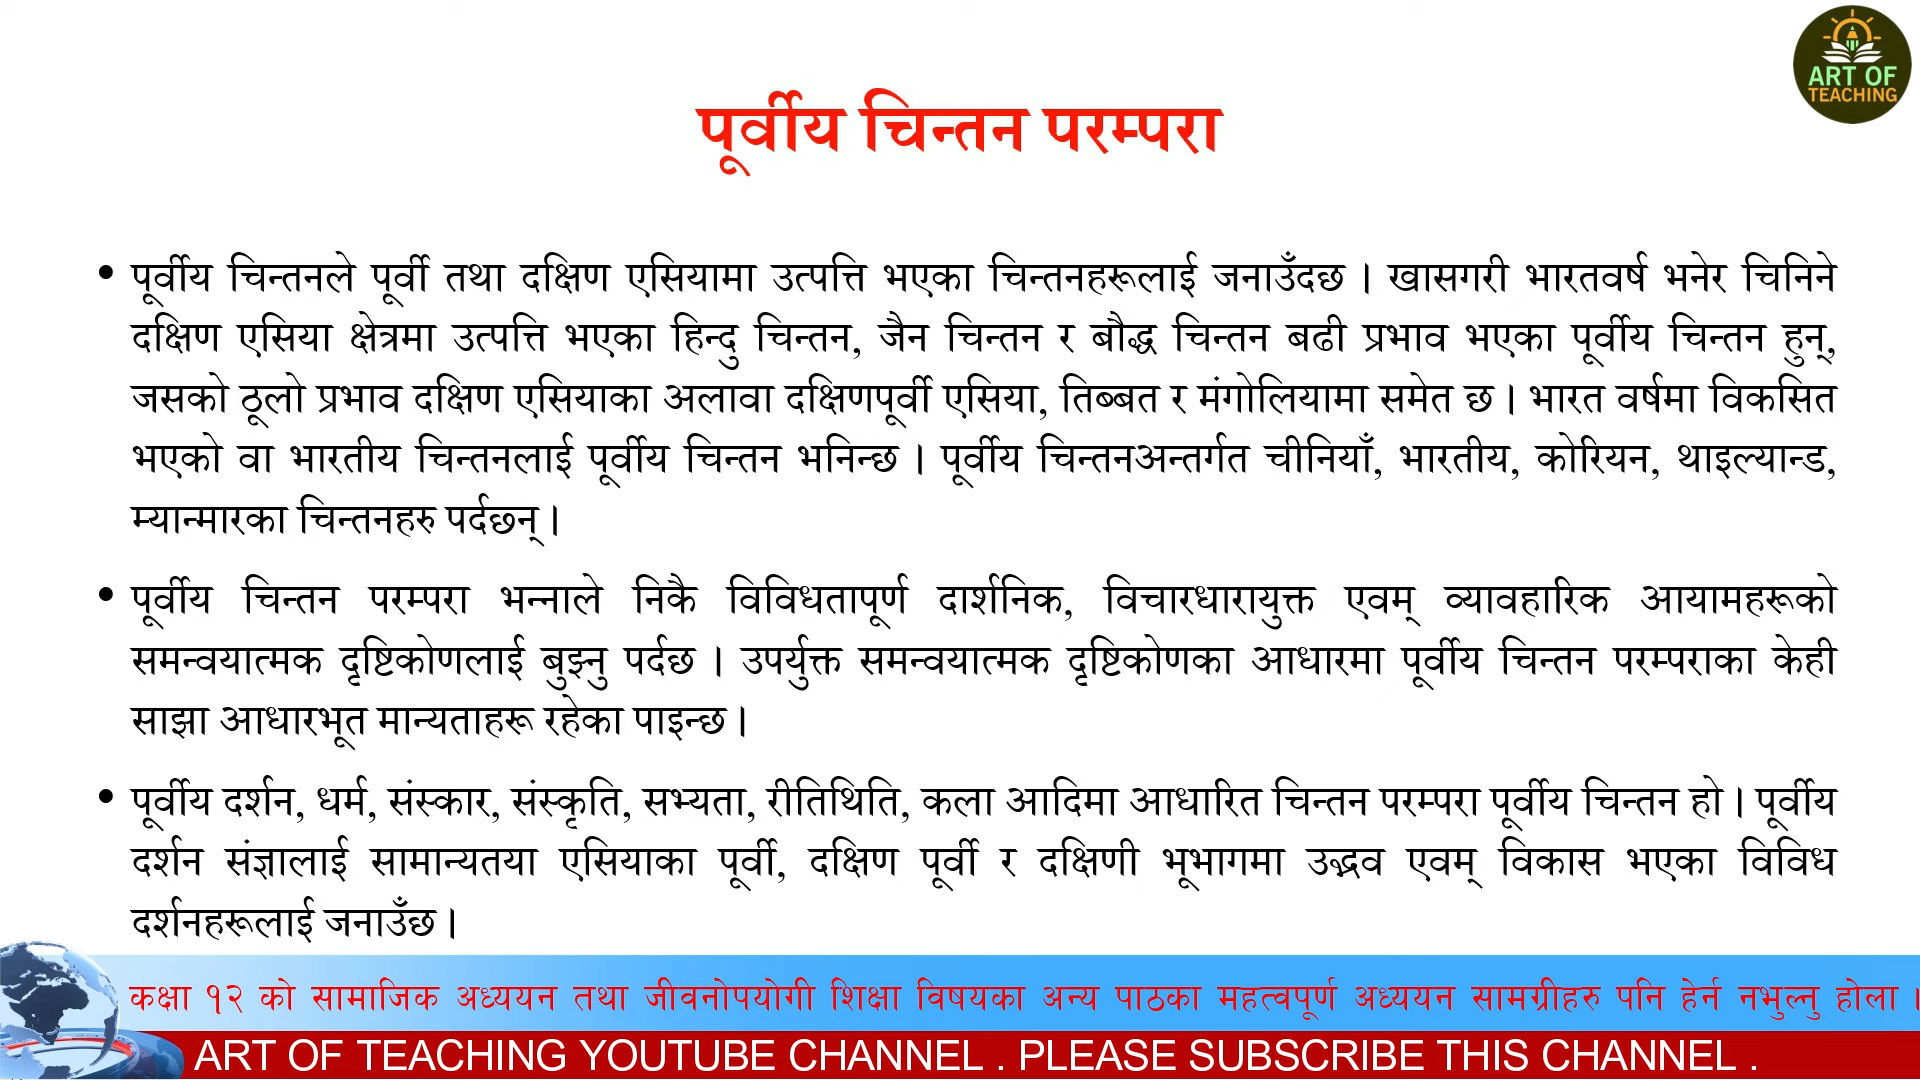 ART OF
TEACHING
पूर्वीय चिन्तन परम्परा
• पूर्वीय चिन्तनले पूर्वी तथा दक्षिण एसियामा उत्पत्ति भएका चिन्तनहरूलाई जनाउँदछ । खासगरी भारतवर्ष भनेर चिनिने
दक्षिण एसिया क्षेत्रमा उत्पत्ति भएका हिन्दु चिन्तन, जैन चिन्तन र बौद्ध चिन्तन बढी प्रभाव भएका पूर्वीय चिन्तन हुन्,
जसको ठूलो प्रभाव दक्षिण एसियाका अलावा दक्षिणपूर्वी एसिया, तिब्बत र मंगोलियामा समेत छ । भारत वर्षमा विकसित
भएको वा भारतीय चिन्तनलाई पूर्वीय चिन्तन भनिन्छ । पूर्वीय चिन्तनअन्तर्गत चीनियाँ, भारतीय, कोरियन, थाइल्यान्ड,
म्यान्मारका चिन्तनहरु पर्दछन् ।
• पूर्वीय चिन्तन परम्परा भन्नाले निकै विविधतापूर्ण दार्शनिक, विचारधारायुक्त एवम् व्यावहारिक आयामहरूको
समन्वयात्मक दृष्टिकोणलाई बुझ्नु पर्दछ । उपर्युक्त समन्वयात्मक दृष्टिकोणका आधारमा पूर्वीय चिन्तन परम्पराका केही
साझा आधारभूत मान्यताहरू रहेका पाइन्छ ।
• पूर्वीय दर्शन, धर्म, संस्कार, संस्कृति, सभ्यता, रीतिथिति, कला आदिमा आधारित चिन्तन परम्परा पूर्वीय चिन्तन हो । पूर्वीय
दर्शन संज्ञालाई सामान्यतया एसियाका पूर्वी, दक्षिण पूर्वी र दक्षिणी भूभागमा उद्भव एवम् विकास भएका विविध
दर्शनहरूलाई जनाउँछ ।
कक्षा १२ को सामाजिक अध्ययन तथा जीवनोपयोगी शिक्षा विषयका अन्य पाठका महत्वपूर्ण अध्ययन सामग्रीहरु पनि हेर्न नभुल्नु होला ।
ART OF TEACHING YOUTUBE CHANNEL . PLEASE SUBSCRIBE THIS CHANNEL .